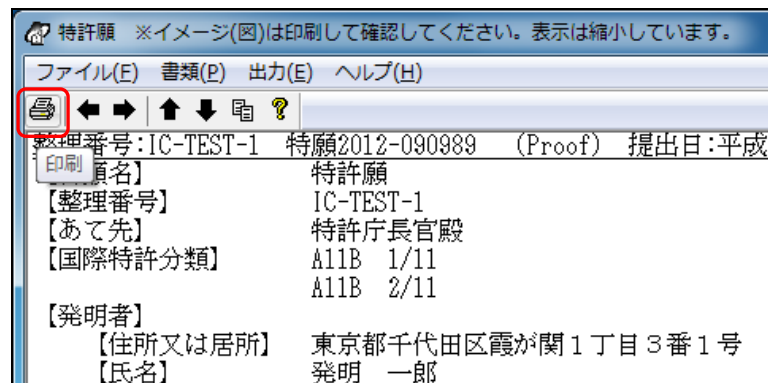 特許願　※イメージ(図)は印刷して確認してください。表示は縮小しています。
ファイル(F)　書類(P)　出力(E)　ヘルプ(H)
整理番号:IC-TEST-1　特願2012-090989　(Proof)　提出日:平成
印刷
名】　特許願
【整理番号】　IC-TEST-1
【あて先】　特許庁長官殿
【国際特許分類】　A11B　1/11
A11B　2/11
【発明者】
【住所又は居所】　東京都千代田区霞が関１丁目３番１号
【氏名】　発明　一郎